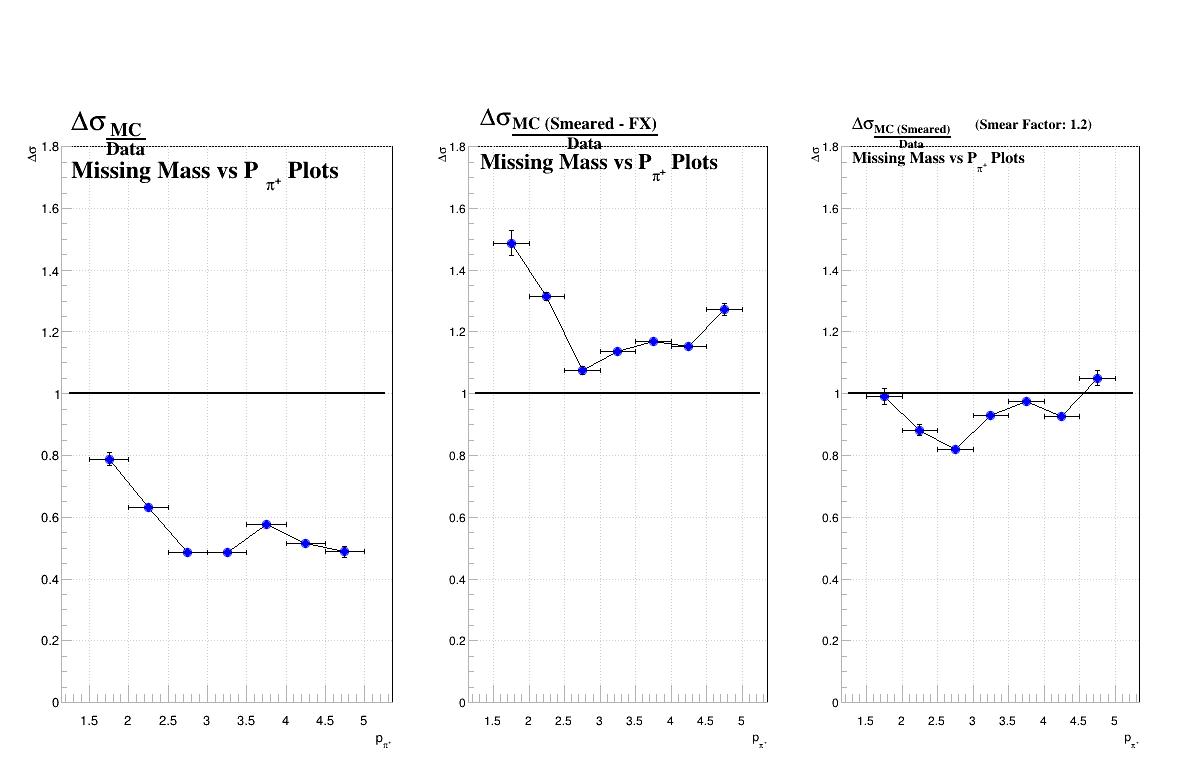 Δσ MC
Data
Missing Mass vs P π+ Plots
Δσ
1.8
1.6
1.4
1.2
1
0.8
0.6
0.4
0.2
0
1.5 2 2.5 3 3.5 4 4.5 5
pπ+
Δσ MC (Smeared - FX)
Data
Missing Mass vs Pπ+ Plots
Δσ
1.8
1.6
1.4
1.2
1
0.8
0.6
0.4
0.2
0
1.5 2 2.5 3 3.5 4 4.5 5
pπ+
Δσ MC (Smeared) (Smear Factor: 1.2)
Data
Missing Mass vs Pπ+ Plots
Δσ
1.8
1.6
1.4
1.2
1
0.8
0.6
0.4
0.2
0
1.5 2 2.5 3 3.5 4 4.5 5
pπ+